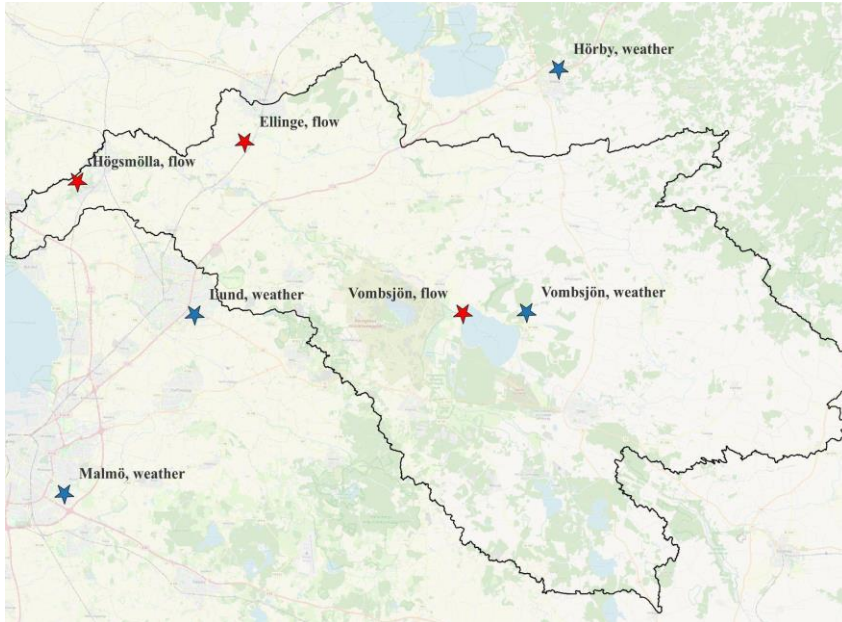 Hörby, weather
Ellinge, flow
Högsmölla, flow
Lund, weather
Vombsjön, flow
Vombsjön, weather
Malmö, weather